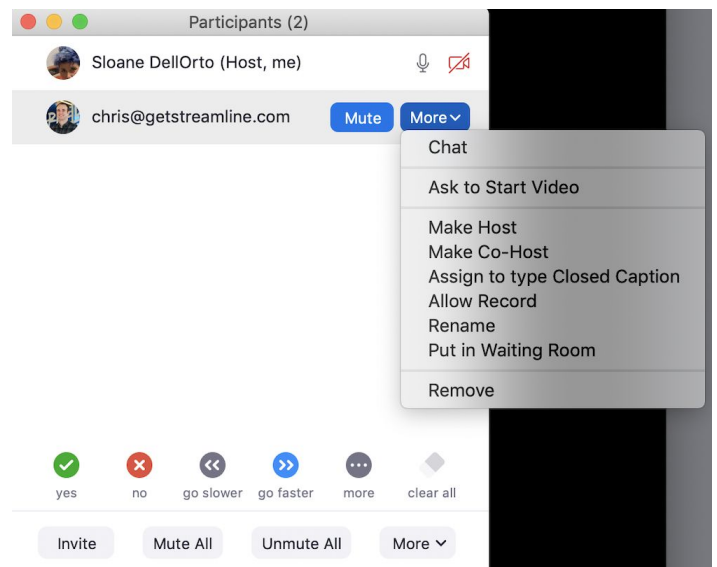 Participants (2)
Sloane DellOrto (Host, me)
chris@getstreamline.com
Mute
More
Chat
Ask to Start Video
Make Host
Make Co-Host
Assign to type Closed Caption
Allow Record
Rename
Put in Waiting Room
Remove
yes
no
go slower
go faster
more
clear all
Invite
Mute All
Unmute All
More